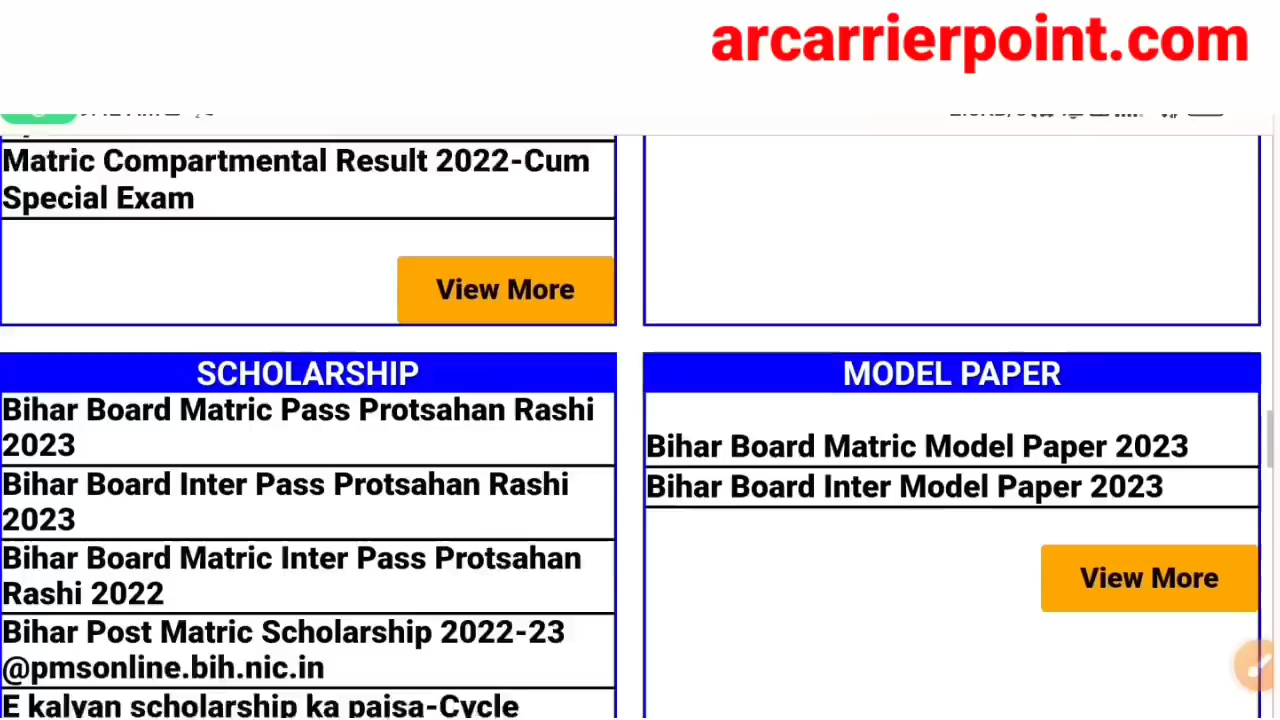 arcarrierpoint.com
Matric Compartmental Result 2022-Cum
Special Exam
View More
SCHOLARSHIP
Bihar Board Matric Pass Protsahan Rashi
2023
Bihar Board Inter Pass Protsahan Rashi
2023
Bihar Board Matric Inter Pass Protsahan
Rashi 2022
Bihar Post Matric Scholarship 2022-23
@pmsonline.bih.nic.in
E kalyan scholarship ka paisa-Cycle
MODEL PAPER
Bihar Board Matric Model Paper 2023
Bihar Board Inter Model Paper 2023
View More